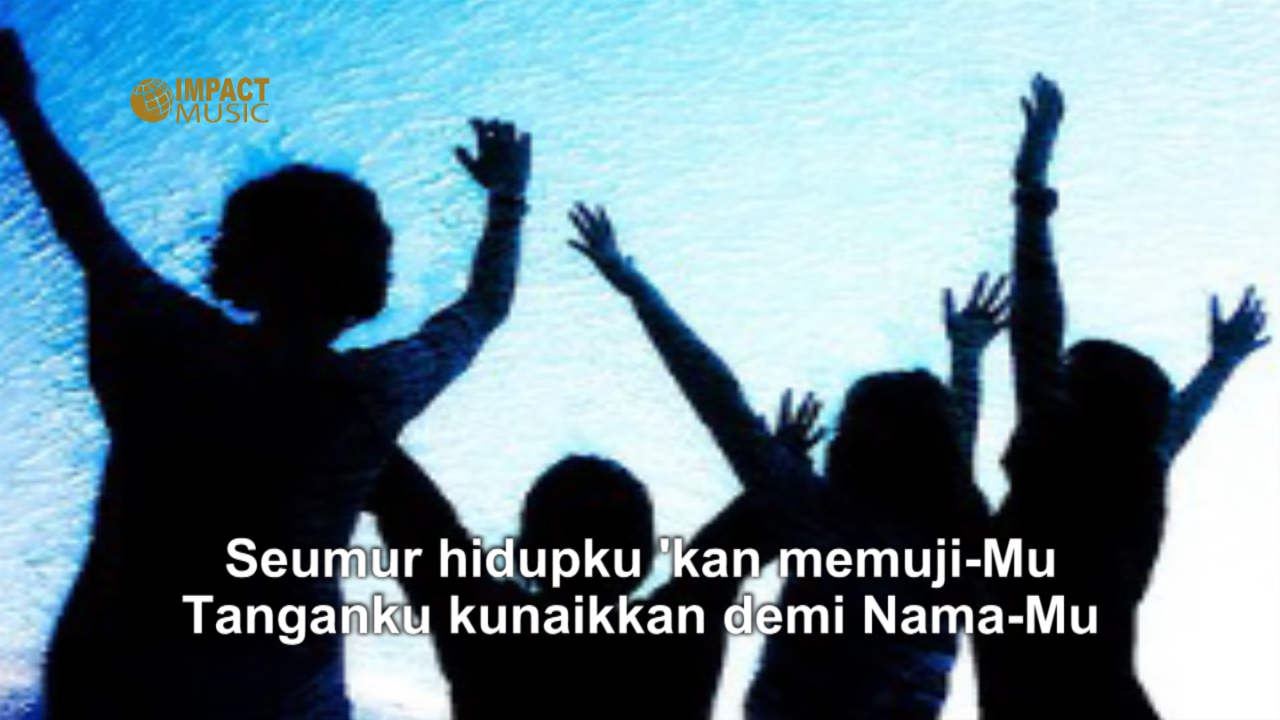 IMPACT
MUSIC
Seumur hidupku 'kan memuji-Mu
Tanganku kunaikkan demi Nama-Mu